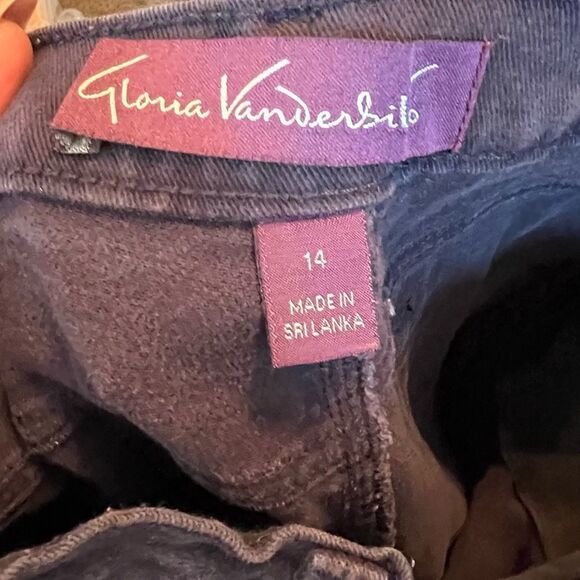 Gloria Vanderbilt
14
MADE IN
SRI LANKA